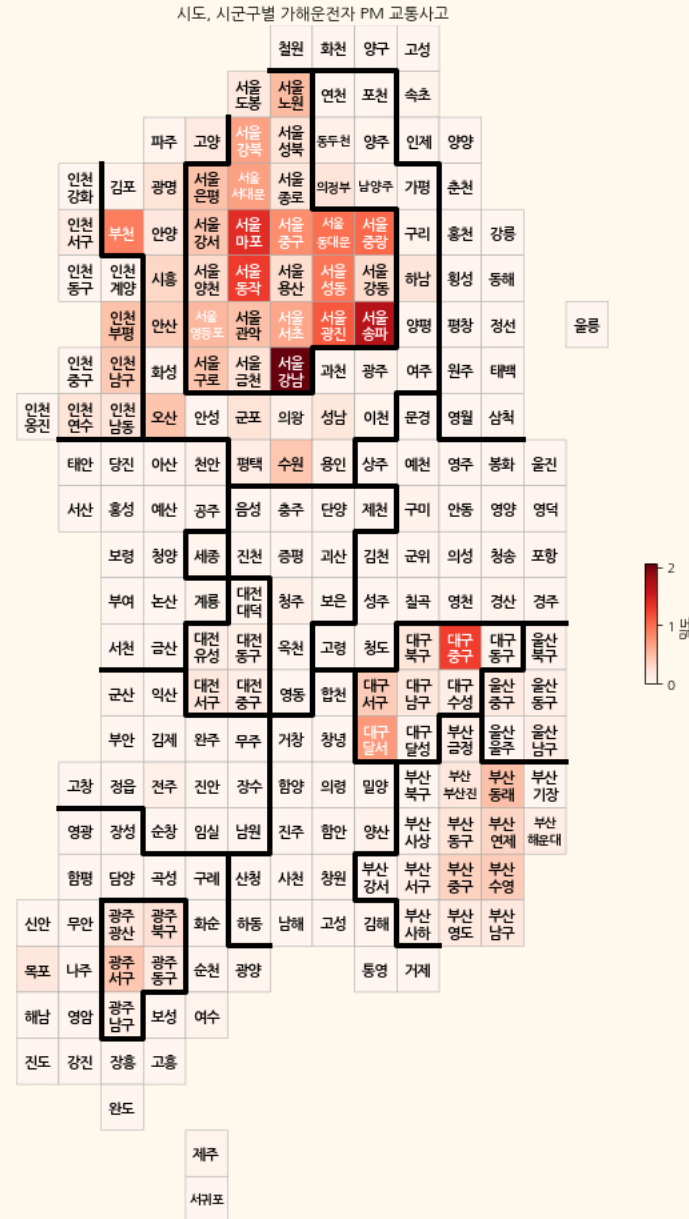 시도, 시군구별 가해운전자 PM 교통사고
철원 화천 양구 고성
서울 도봉 서울 노원 연천 포천 속초
파주 고양 서울 강북 서울 성북 동두천 양주 인제 양양
인천 강화 김포 광명 서울 은평 서울 서대문 서울 종로 의정부 남양주 가평 춘천
인천 서구 부천 안양 서울 강서 서울 마포 서울 중구 서울 동대문 서울 중랑 구리 홍천 강릉
인천 동구 인천 계양 시흥 서울 양천 서울 동작 서울 용산 서울 성동 서울 강동 하남 횡성 동해
인천 부평 안산 서울 영등포 서울 관악 서울 서초 서울 광진 서울 송파 양평 평창 정선 울릉
인천 중구 인천 남구 화성 서울 구로 서울 금천 서울 강남 과천 광주 여주 원주 태백
인천 옹진 인천 연수 인천 남동 오산 안성 군포 의왕 성남 이천 문경 영월 삼척
태안 당진 아산 천안 평택 수원 용인 상주 예천 영주 봉화 울진
서산 홍성 예산 공주 음성 충주 단양 제천 구미 안동 영양 영덕
보령 청양 세종 진천 증평 괴산 김천 군위 의성 청송 포항
부여 논산 계룡 대전 대덕 청주 보은 성주 칠곡 영천 경산 경주
서천 금산 대전 유성 대전 동구 옥천 고령 청도 대구 북구 대구 중구 대구 동구 울산 북구
군산 익산 대전 서구 대전 중구 영동 합천 대구 서구 대구 남구 대구 수성 울산 중구 울산 동구
부안 김제 완주 무주 거창 창녕 대구 달서 대구 달성 부산 금정 울산 울주 울산 남구
고창 정읍 전주 진안 장수 함양 의령 밀양 부산 북구 부산 부산진 부산 동래 부산 기장
영광 장성 순창 임실 남원 진주 함안 양산 부산 사상 부산 동구 부산 연제 부산 해운대
함평 담양 곡성 구례 산청 사천 창원 부산 강서 부산 서구 부산 중구 부산 수영
신안 무안 광주 광산 광주 북구 화순 하동 남해 고성 김해 부산 사하 부산 영도 부산 남구
목포 나주 광주 서구 광주 동구 순천 광양 통영 거제
해남 영암 광주 남구 보성 여수
진도 강진 장흥 고흥
완도
제주
서귀포
2
1
0